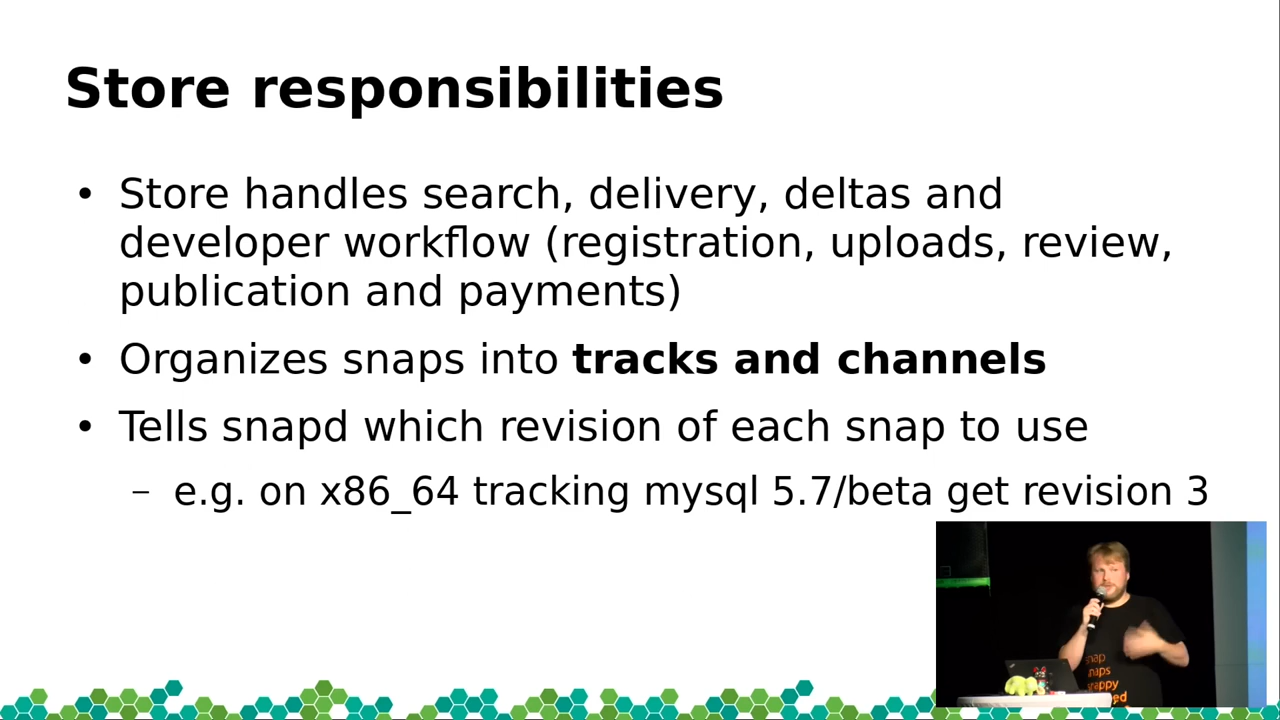 Store responsibilities
• Store handles search, delivery, deltas and
developer workflow (registration, uploads, review,
publication and payments)
• Organizes snaps into tracks and channels
• Tells snapd which revision of each snap to use
– e.g. on x86_64 tracking mysql 5.7/beta get revision 3
snap
snaps